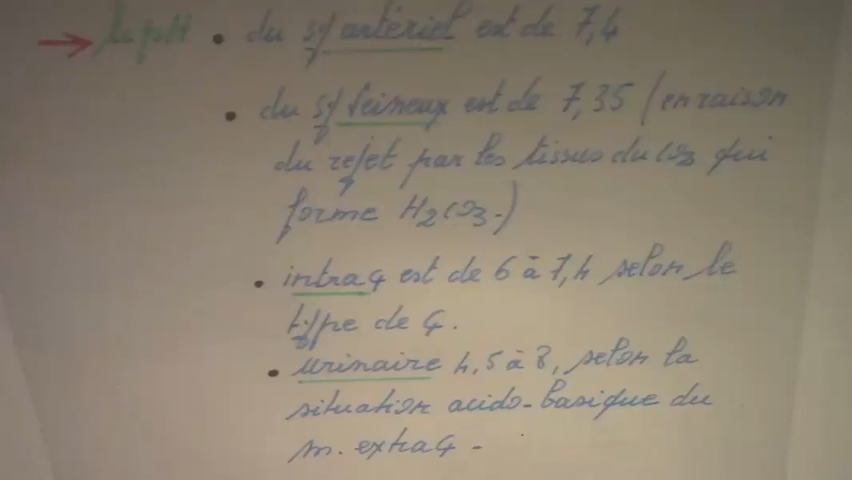 Le pH • du sg artériel est de 7,4
• du sg veineux est de 7,35 (en raison
du rejet par les tissus du CO2 qui
forme H2CO3.)
• intra¢ est de 6 à 7,4 selon le
type de ¢.
• urinaire 4,5 à 8, selon la
situation acido-basique du
m. extra¢.